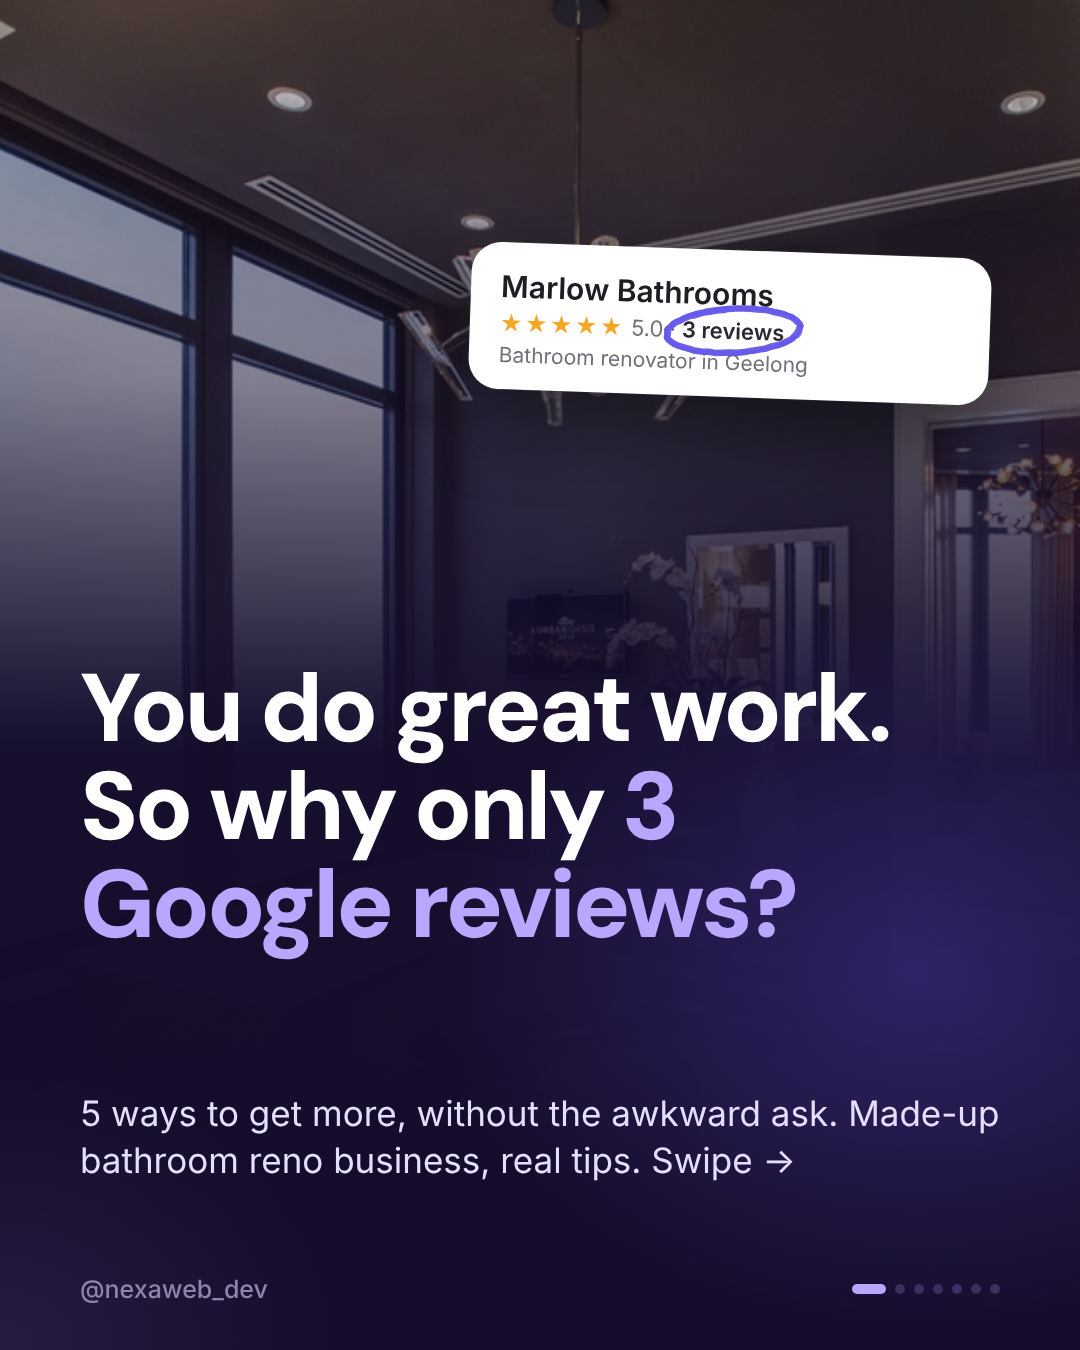 Marlow Bathrooms
★★★★★ 5.0 · 3 reviews
Bathroom renovator in Geelong
You do great work.
So why only 3
Google reviews?
5 ways to get more, without the awkward ask. Made-up
bathroom reno business, real tips. Swipe →
@nexaweb_dev